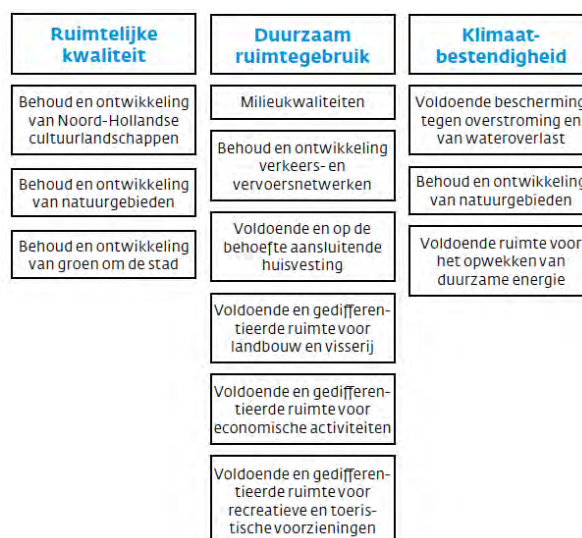 Ruimtelijke
kwaliteit
Behoud en ontwikkeling
van Noord-Hollandse
cultuurlandschappen
Behoud en ontwikkeling
van natuurgebieden
Behoud en ontwikkeling
van groen om de stad
Duurzaam
ruimtegebruik
Milieukwaliteiten
Behoud en ontwikkeling
verkeers- en
vervoersnetwerken
Voldoende en op de
behoefte aansluitende
huisvesting
Voldoende en gedifferen-
tieerde ruimte voor
landbouw en visserij
Voldoende en gedifferen-
tieerde ruimte voor
economische activiteiten
Voldoende en gedifferen-
tieerde ruimte voor
recreatieve en toeris-
tische voorzieningen
Klimaat-
bestendigheid
Voldoende bescherming
tegen overstroming en
van wateroverlast
Behoud en ontwikkeling
van natuurgebieden
Voldoende ruimte voor
het opwekken van
duurzame energie